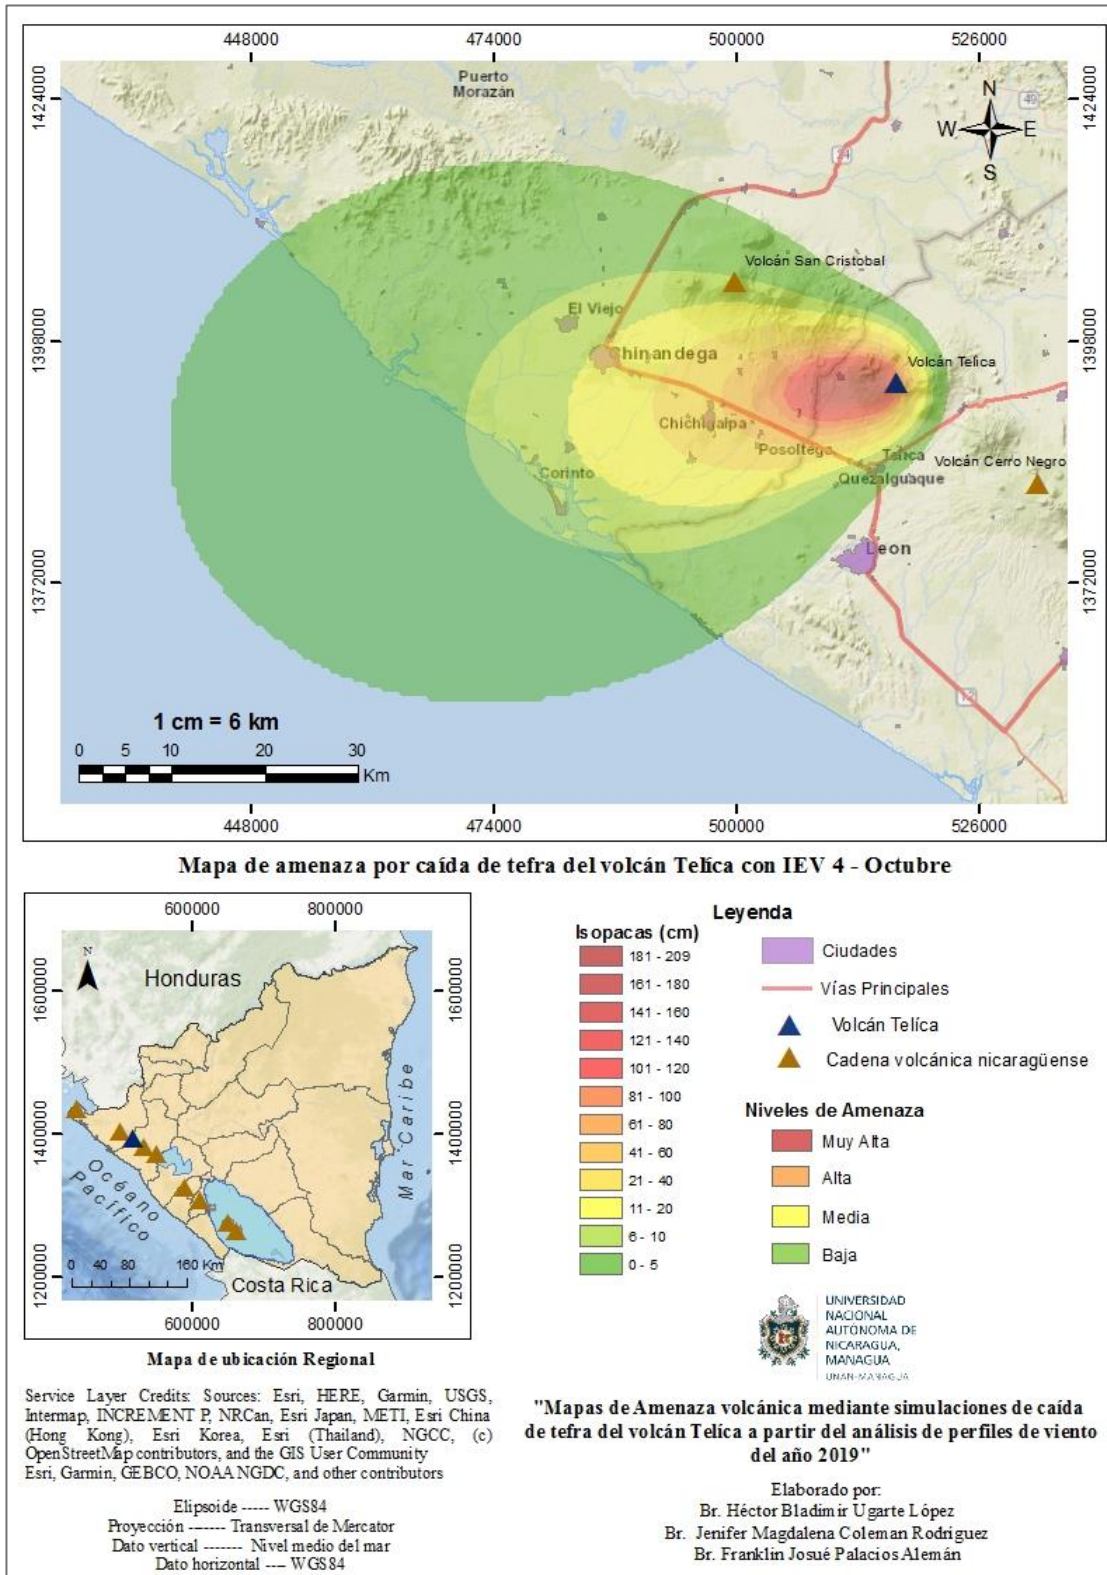 448000 474000 500000 526000
1424000
1398000
1372000
1424000
1398000
1372000
Puerto
Morazán
N
W E
S
49
24
Volcán San Cristobal
El Viejo
Chinandega
Volcán Telica
Chichigalpa
Posoltega
Telica
Volcán Cerro Negro
Quezalguaque
Corinto
Leon
12
1 cm = 6 km
0 5 10 20 30
Km
448000 474000 500000 526000
Mapa de amenaza por caída de tefra del volcán Telíca con IEV 4 - Octubre
600000 800000
1600000
1400000
1200000
1600000
1400000
1200000
N
Honduras
Mar Caribe
Océano
Pacífico
0 40 80 160 Km
Costa Rica
600000 800000
Mapa de ubicación Regional
Leyenda
Isopacas (cm)
181 - 209
161 - 180
141 - 160
121 - 140
101 - 120
81 - 100
61 - 80
41 - 60
21 - 40
11 - 20
6 - 10
0 - 5
Ciudades
Vías Principales
Volcán Telíca
Cadena volcánica nicaragüense
Niveles de Amenaza
Muy Alta
Alta
Media
Baja
UNIVERSIDAD
NACIONAL
AUTÓNOMA DE
NICARAGUA,
MANAGUA
UNAN-MANAGUA
Service Layer Credits: Sources: Esri, HERE, Garmin, USGS,
Intermap, INCREMENT P, NRCan, Esri Japan, METI, Esri China
(Hong Kong), Esri Korea, Esri (Thailand), NGCC, (c)
OpenStreetMap contributors, and the GIS User Community
Esri, Garmin, GEBCO, NOAA NGDC, and other contributors
Elipsoide ----- WGS84
Proyección ------- Transversal de Mercator
Dato vertical ------- Nivel medio del mar
Dato horizontal ---- WGS84
"Mapas de Amenaza volcánica mediante simulaciones de caída
de tefra del volcán Telíca a partir del análisis de perfiles de viento
del año 2019"
Elaborado por:
Br. Héctor Bladimir Ugarte López
Br. Jenifer Magdalena Coleman Rodriguez
Br. Franklin Josué Palacios Alemán